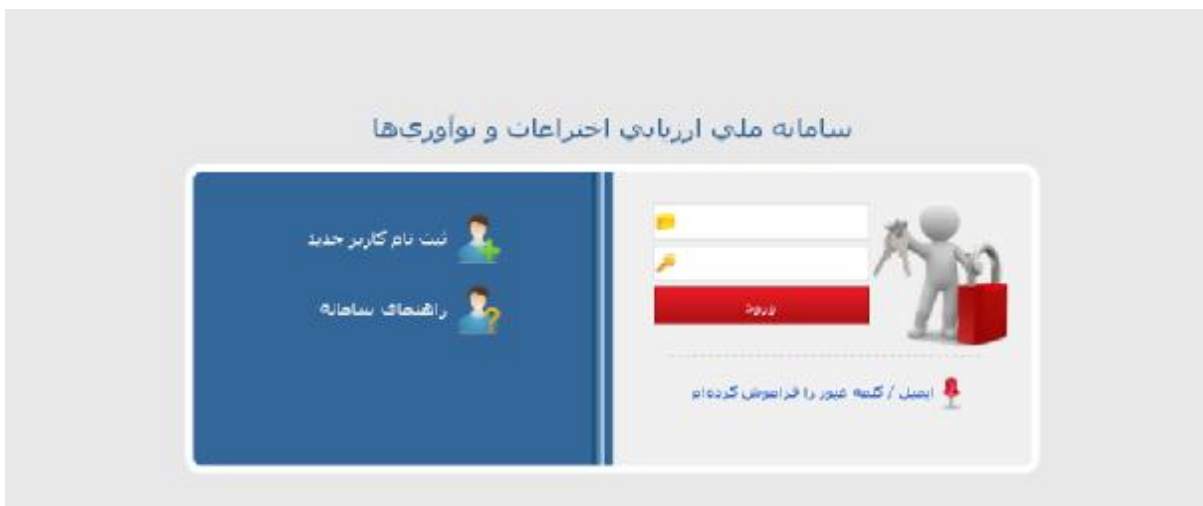 سامانه ملي ارزيابي اختراعات و نوآوري‌ها
ورود
ایمیل / کلمه عبور را فراموش کرده‌ام
ثبت نام کاربر جدید
راهنمای سامانه